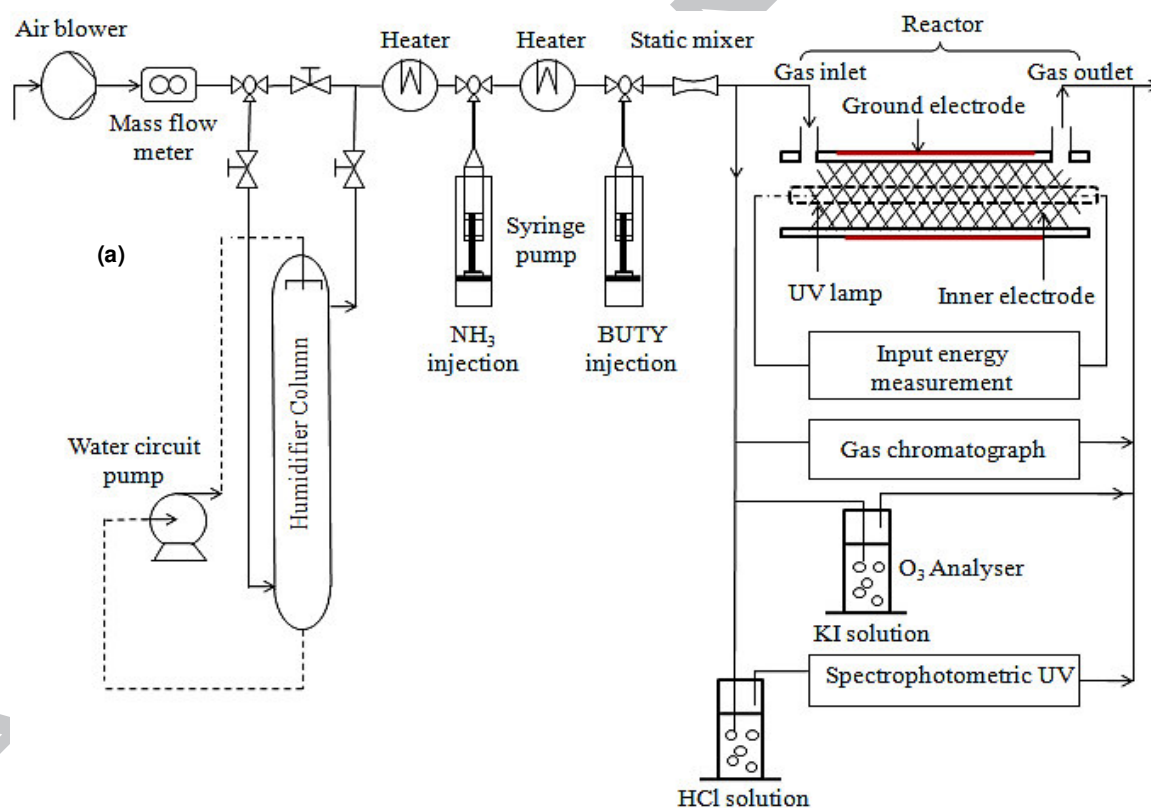 Air blower
Mass flow
meter
Heater
Heater
Static mixer
Reactor
Gas inlet
Gas outlet
Ground electrode
(a)
Syringe
pump
UV lamp
Inner electrode
NH₃
injection
BUTY
injection
Input energy
measurement
Humidifier Column
Water circuit
pump
Gas chromatograph
O₃ Analyser
KI solution
Spectrophotometric UV
HCl solution